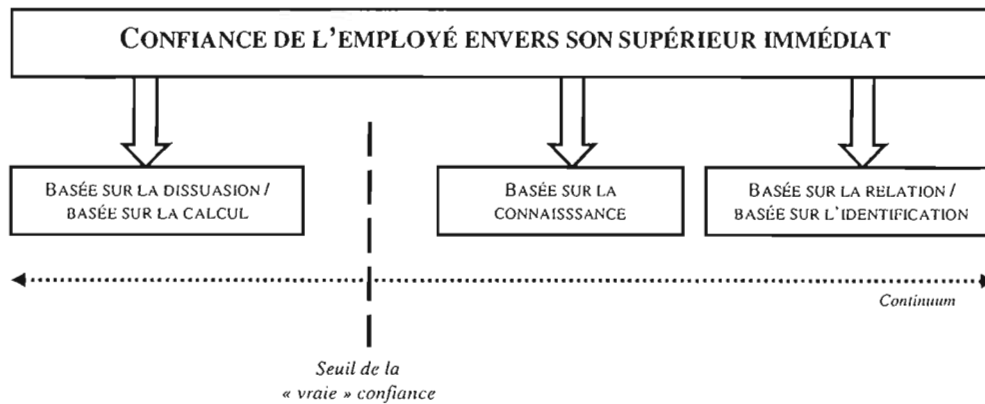 CONFIANCE DE L'EMPLOYÉ ENVERS SON SUPÉRIEUR IMMÉDIAT
BASÉE SUR LA DISSUASION /
BASÉE SUR LA CALCUL
BASÉE SUR LA
CONNAISSSANCE
BASÉE SUR LA RELATION /
BASÉE SUR L'IDENTIFICATION
Continuum
Seuil de la
« vraie » confiance